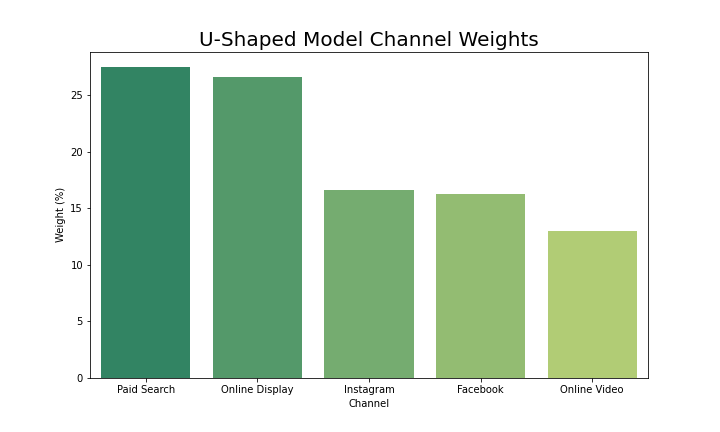 U-Shaped Model Channel Weights
Weight (%)
25
20
15
10
5
0
Paid Search Online Display Instagram Facebook Online Video
Channel